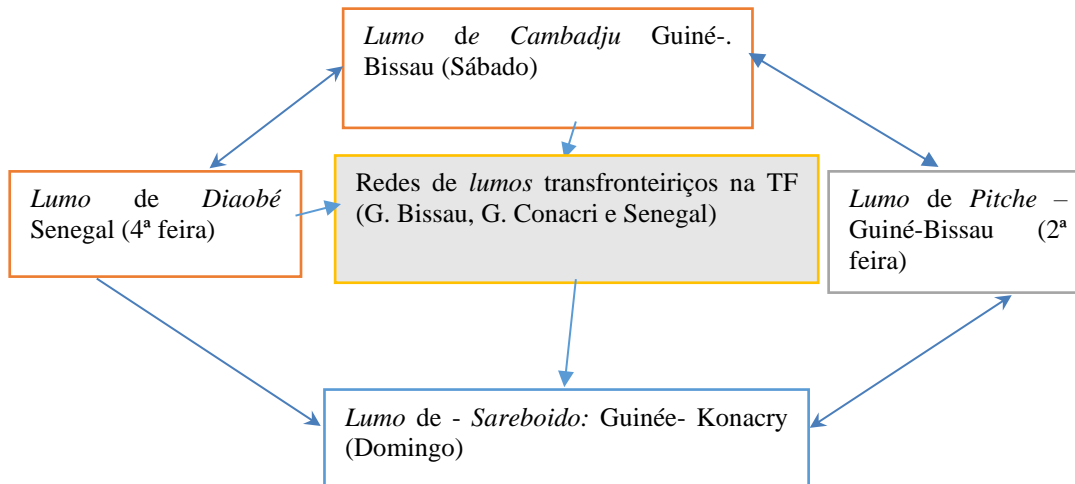 Lumo de Cambadju Guiné-.
Bissau (Sábado)
Lumo de Diaobé
Senegal (4ª feira)
Redes de lumos transfronteiriços na TF
(G. Bissau, G. Conacri e Senegal)
Lumo de Pitche –
Guiné-Bissau (2ª
feira)
Lumo de - Sareboido: Guinée- Konacry
(Domingo)